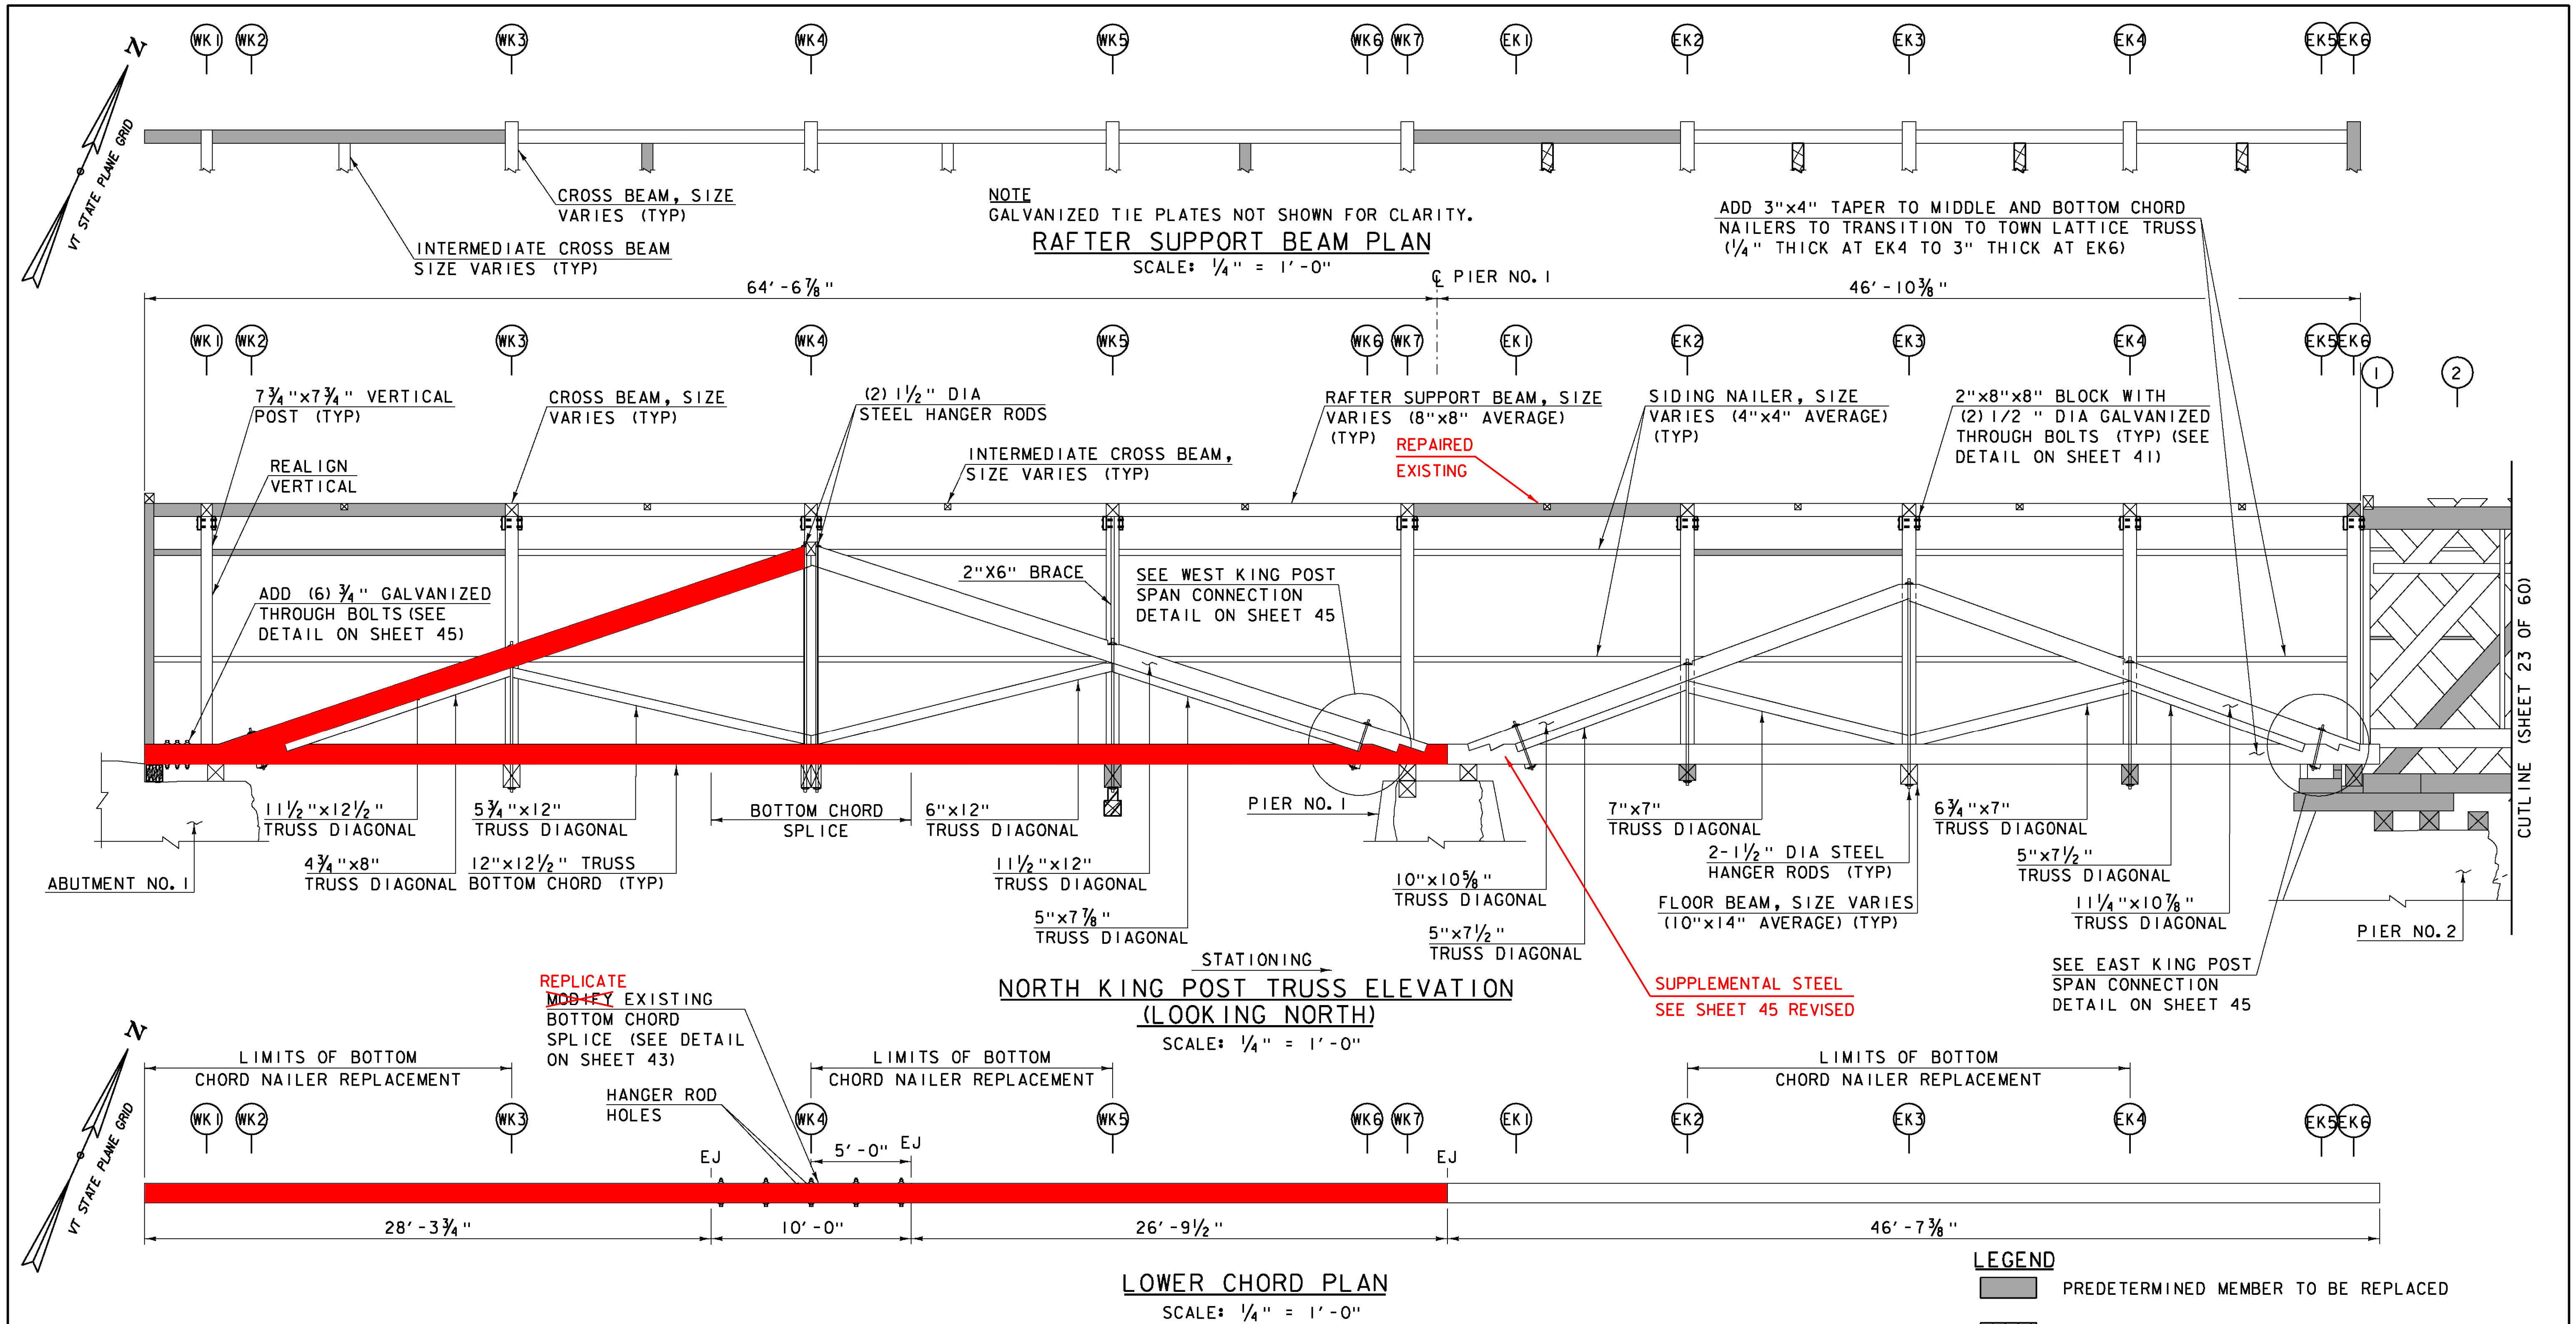 N
VT STATE PLANE GRID
WK1 WK2 WK3 WK4 WK5 WK6 WK7 EK1 EK2 EK3 EK4 EK5 EK6
CROSS BEAM, SIZE
VARIES (TYP)
INTERMEDIATE CROSS BEAM
SIZE VARIES (TYP)
NOTE
GALVANIZED TIE PLATES NOT SHOWN FOR CLARITY.
RAFTER SUPPORT BEAM PLAN
SCALE: 1/4" = 1'-0"
ADD 3"x4" TAPER TO MIDDLE AND BOTTOM CHORD
NAILERS TO TRANSITION TO TOWN LATTICE TRUSS
(1/4" THICK AT EK4 TO 3" THICK AT EK6)
64'-6 7/8"
℄ PIER NO. 1
46'-10 3/8"
WK1 WK2 WK3 WK4 WK5 WK6 WK7 EK1 EK2 EK3 EK4 EK5 EK6
1 2
7 3/4"x7 3/4" VERTICAL
POST (TYP)
REALIGN
VERTICAL
ADD (6) 3/4" GALVANIZED
THROUGH BOLTS (SEE
DETAIL ON SHEET 45)
CROSS BEAM, SIZE
VARIES (TYP)
(2) 1 1/2" DIA
STEEL HANGER RODS
INTERMEDIATE CROSS BEAM,
SIZE VARIES (TYP)
2"X6" BRACE
RAFTER SUPPORT BEAM, SIZE
VARIES (8"x8" AVERAGE)
(TYP)
REPAIRED
EXISTING
SEE WEST KING POST
SPAN CONNECTION
DETAIL ON SHEET 45
SIDING NAILER, SIZE
VARIES (4"x4" AVERAGE)
(TYP)
2"x8"x8" BLOCK WITH
(2) 1/2 " DIA GALVANIZED
THROUGH BOLTS (TYP) (SEE
DETAIL ON SHEET 41)
CUTLINE (SHEET 23 OF 60)
ABUTMENT NO. 1
11 1/2"x12 1/2"
TRUSS DIAGONAL
4 3/4"x8"
TRUSS DIAGONAL
5 3/4"x12"
TRUSS DIAGONAL
12"x12 1/2" TRUSS
BOTTOM CHORD (TYP)
BOTTOM CHORD
SPLICE
6"x12"
TRUSS DIAGONAL
11 1/2"x12"
TRUSS DIAGONAL
5"x7 7/8"
TRUSS DIAGONAL
PIER NO. 1
10"x10 5/8"
TRUSS DIAGONAL
5"x7 1/2"
TRUSS DIAGONAL
7"x7"
TRUSS DIAGONAL
2-1 1/2" DIA STEEL
HANGER RODS (TYP)
FLOOR BEAM, SIZE VARIES
(10"x14" AVERAGE) (TYP)
6 3/4"x7"
TRUSS DIAGONAL
5"x7 1/2"
TRUSS DIAGONAL
11 1/4"x10 7/8"
TRUSS DIAGONAL
PIER NO. 2
SEE EAST KING POST
SPAN CONNECTION
DETAIL ON SHEET 45
SUPPLEMENTAL STEEL
SEE SHEET 45 REVISED
STATIONING
NORTH KING POST TRUSS ELEVATION
(LOOKING NORTH)
SCALE: 1/4" = 1'-0"
N
VT STATE PLANE GRID
REPLICATE
MODIFY EXISTING
BOTTOM CHORD
SPLICE (SEE DETAIL
ON SHEET 43)
HANGER ROD
HOLES
LIMITS OF BOTTOM
CHORD NAILER REPLACEMENT
LIMITS OF BOTTOM
CHORD NAILER REPLACEMENT
LIMITS OF BOTTOM
CHORD NAILER REPLACEMENT
WK1 WK2 WK3 WK4 WK5 WK6 WK7 EK1 EK2 EK3 EK4 EK5 EK6
EJ 5'-0" EJ EJ
28'-3 3/4" 10'-0" 26'-9 1/2" 46'-7 3/8"
LOWER CHORD PLAN
SCALE: 1/4" = 1'-0"
LEGEND
PREDETERMINED MEMBER TO BE REPLACED